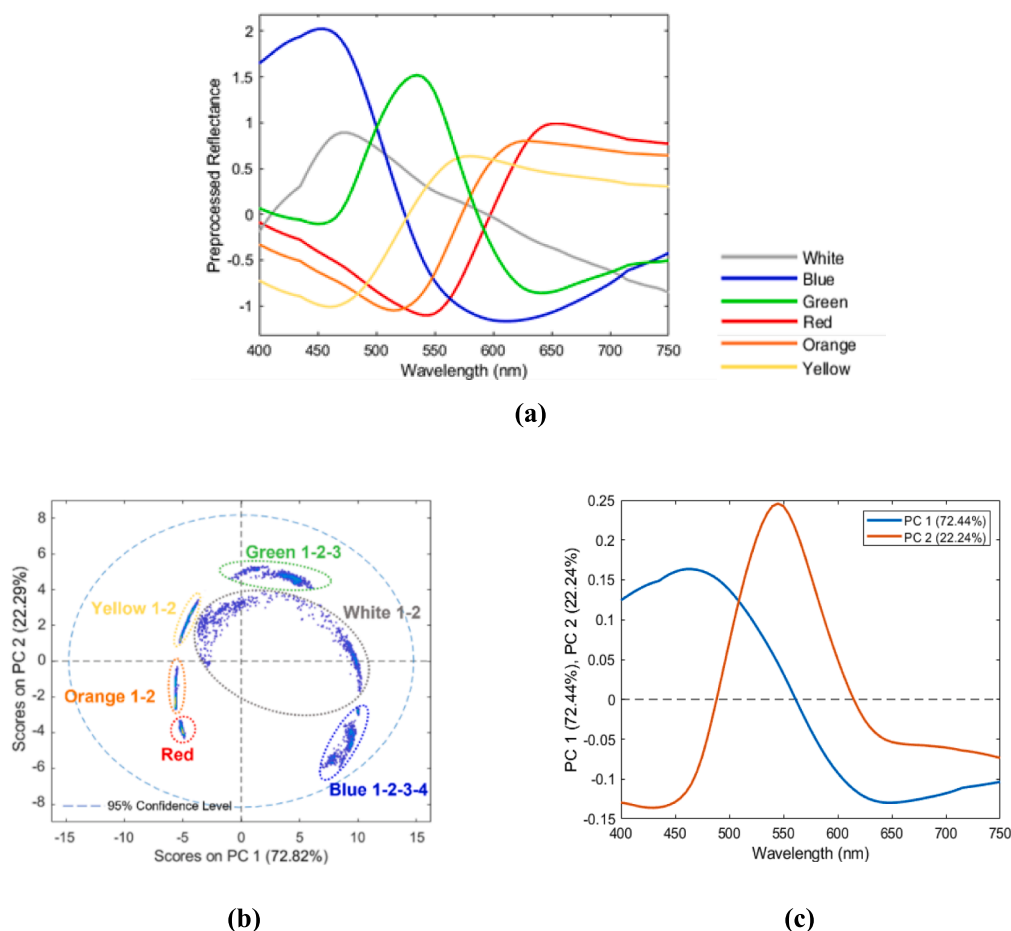 2
1.5
1
0.5
0
-0.5
-1
Preprocessed Reflectance
400 450 500 550 600 650 700 750
Wavelength (nm)
White
Blue
Green
Red
Orange
Yellow
(a)
8
6
4
2
0
-2
-4
-6
-8
Scores on PC 2 (22.29%)
Green 1-2-3
Yellow 1-2
White 1-2
Orange 1-2
Red
Blue 1-2-3-4
95% Confidence Level
-15 -10 -5 0 5 10 15
Scores on PC 1 (72.82%)
(b)
0.25
0.20
0.15
0.10
0.05
0
-0.05
-0.1
-0.15
PC 1 (72.44%), PC 2 (22.24%)
PC 1 (72.44%)
PC 2 (22.24%)
400 450 500 550 600 650 700 750
Wavelength (nm)
(c)